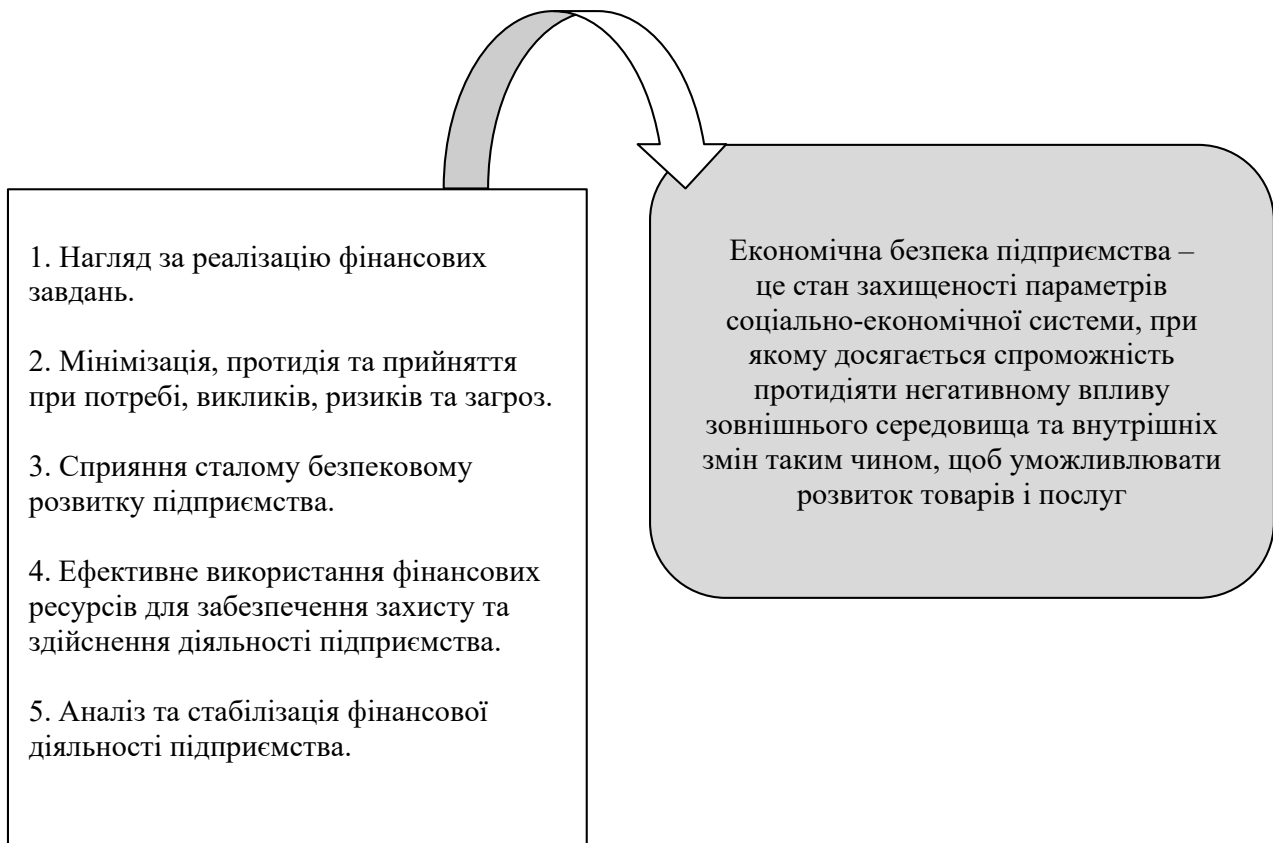 1. Нагляд за реалізацію фінансових
завдань.
2. Мінімізація, протидія та прийняття
при потребі, викликів, ризиків та загроз.
3. Сприяння сталому безпековому
розвитку підприємства.
4. Ефективне використання фінансових
ресурсів для забезпечення захисту та
здійснення діяльності підприємства.
5. Аналіз та стабілізація фінансової
діяльності підприємства.
Економічна безпека підприємства –
це стан захищеності параметрів
соціально-економічної системи, при
якому досягається спроможність
протидіяти негативному впливу
зовнішнього середовища та внутрішніх
змін таким чином, щоб уможливлювати
розвиток товарів і послуг